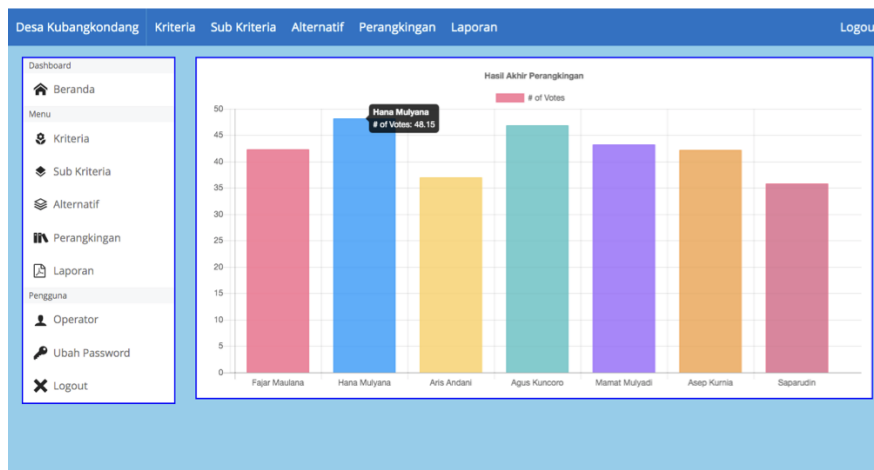 Desa Kubangkondang Kriteria Sub Kriteria Alternatif Perangkingan Laporan Logou
Dashboard
Beranda
Menu
Kriteria
Sub Kriteria
Alternatif
Perangkingan
Laporan
Pengguna
Operator
Ubah Password
Logout
Hasil Akhir Perangkingan
# of Votes
Hana Mulyana
# of Votes: 48.15
50
45
40
35
30
25
20
15
10
5
0
Fajar Maulana Hana Mulyana Aris Andani Agus Kuncoro Mamat Mulyadi Asep Kurnia Saparudin